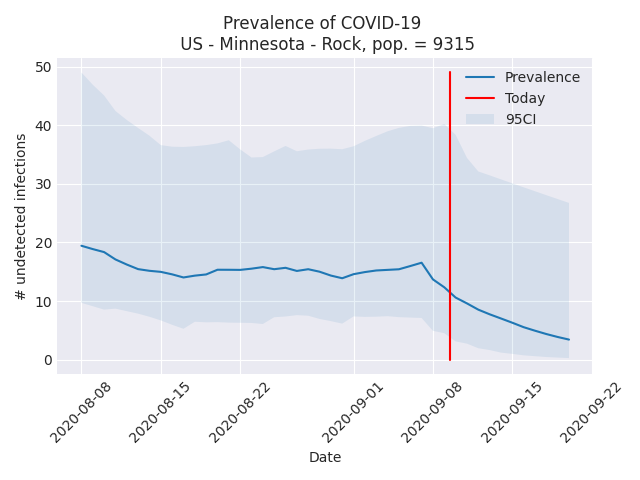 Prevalence of COVID-19
US - Minnesota - Rock, pop. = 9315
50
40
30
20
10
0
# undetected infections
Prevalence
Today
95CI
2020-08-08
2020-08-15
2020-08-22
2020-09-01
2020-09-08
2020-09-15
2020-09-22
Date